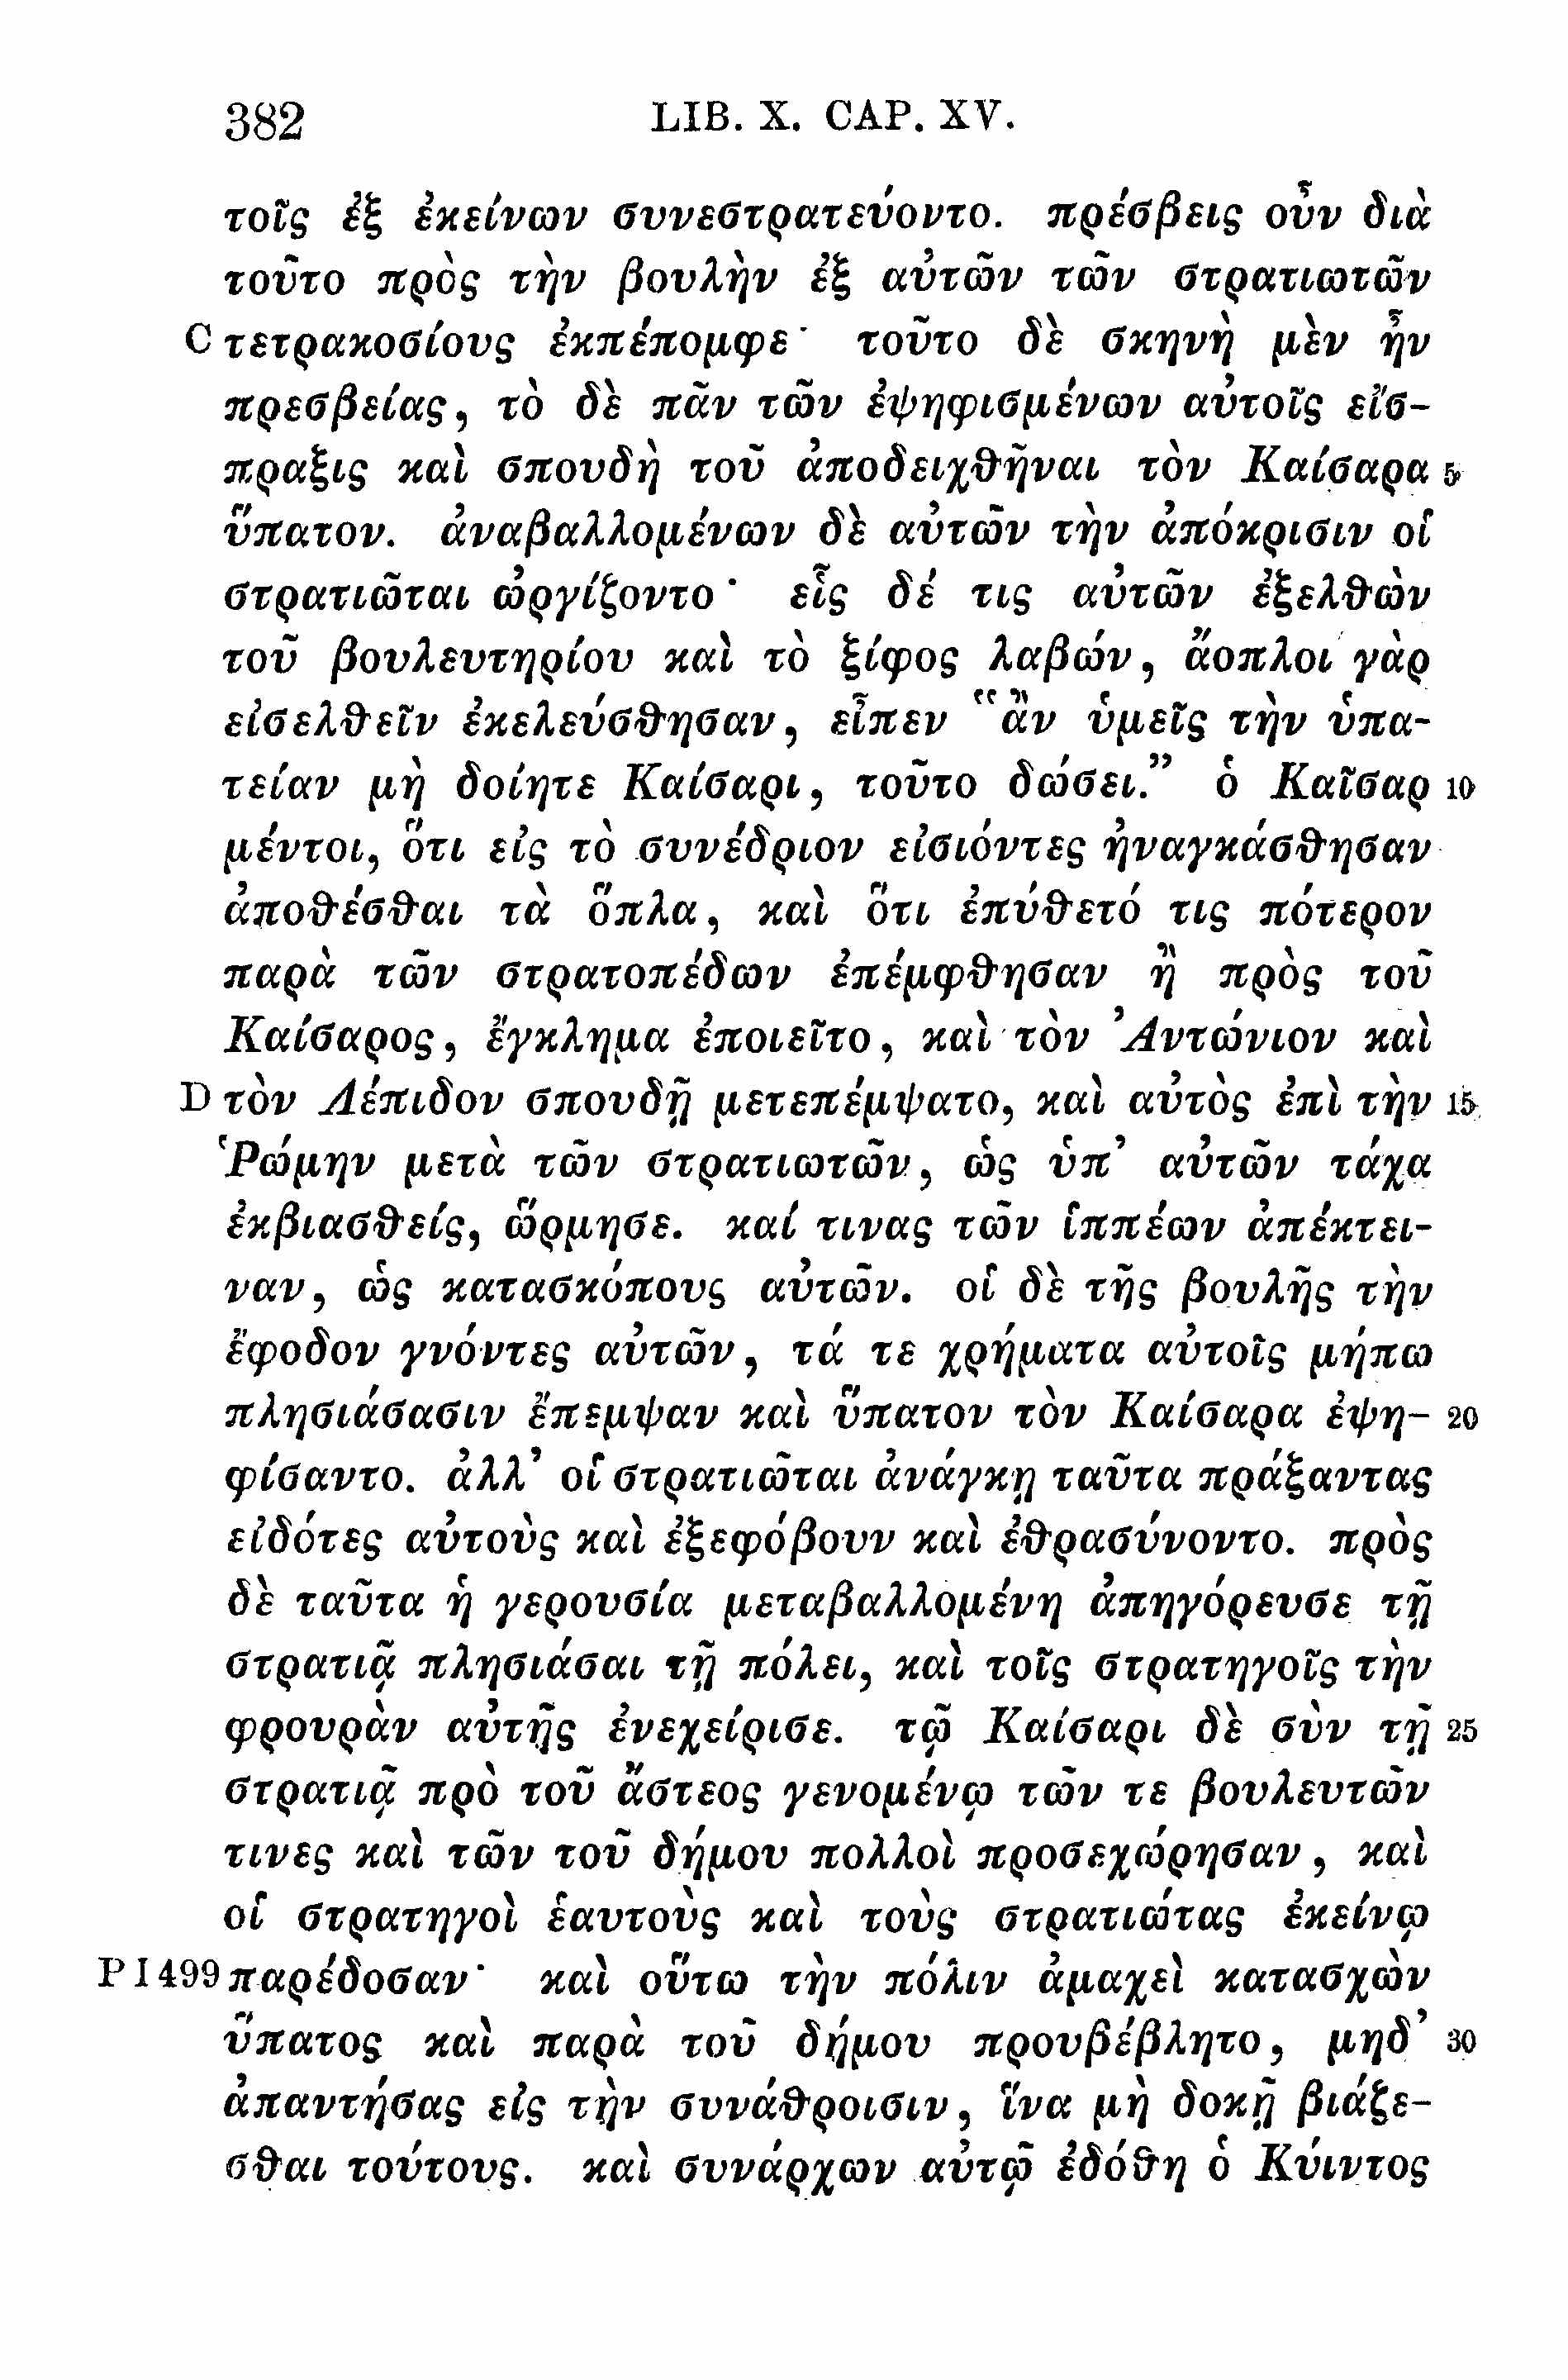 382 LIB. X. CAP. XV.
τοῖς ἐξ ἐκείνων συνεστρατεύοντο. πρέσβεις οὖν διὰ
τοῦτο πρὸς τὴν βουλὴν ἐξ αὐτῶν τῶν στρατιωτῶν
C τετρακοσίους ἐκπέπομφε· τοῦτο δὲ σκηνὴ μὲν ἦν
πρεσβείας, τὸ δὲ πᾶν τῶν ἐψηφισμένων αὐτοῖς εἴσ-
πραξις καὶ σπουδὴ τοῦ ἀποδειχθῆναι τὸν Καίσαρα 5
ὕπατον. ἀναβαλλομένων δὲ αὐτῶν τὴν ἀπόκρισιν οἱ
στρατιῶται ὠργίζοντο· εἷς δέ τις αὐτῶν ἐξελθὼν
τοῦ βουλευτηρίου καὶ τὸ ξίφος λαβών, ἄοπλοι γὰρ
εἰσελθεῖν ἐκελεύσθησαν, εἶπεν “ἂν ὑμεῖς τὴν ὑπα-
τείαν μὴ δοίητε Καίσαρι, τοῦτο δώσει.” ὁ Καῖσαρ 10
μέντοι, ὅτι εἰς τὸ συνέδριον εἰσιόντες ἠναγκάσθησαν
ἀποθέσθαι τὰ ὅπλα, καὶ ὅτι ἐπύθετό τις πότερον
παρὰ τῶν στρατοπέδων ἐπέμφθησαν ἢ πρὸς τοῦ
Καίσαρος, ἔγκλημα ἐποιεῖτο, καὶ τὸν Ἀντώνιον καὶ
D τὸν Λέπιδον σπουδῇ μετεπέμψατο, καὶ αὐτὸς ἐπὶ τὴν 15
Ῥώμην μετὰ τῶν στρατιωτῶν, ὡς ὑπ’ αὐτῶν τάχα
ἐκβιασθείς, ὥρμησε. καί τινας τῶν ἱππέων ἀπέκτει-
ναν, ὡς κατασκόπους αὐτῶν. οἱ δὲ τῆς βουλῆς τὴν
ἔφοδον γνόντες αὐτῶν, τά τε χρήματα αὐτοῖς μήπω
πλησιάσασιν ἔπεμψαν καὶ ὕπατον τὸν Καίσαρα ἐψη- 20
φίσαντο. ἀλλ’ οἱ στρατιῶται ἀνάγκῃ ταῦτα πράξαντας
εἰδότες αὐτοὺς καὶ ἐξεφόβουν καὶ ἐθρασύνοντο. πρὸς
δὲ ταῦτα ἡ γερουσία μεταβαλλομένη ἀπηγόρευσε τῇ
στρατιᾷ πλησιάσαι τῇ πόλει, καὶ τοῖς στρατηγοῖς τὴν
φρουρὰν αὐτῆς ἐνεχείρισε. τῷ Καίσαρι δὲ σὺν τῇ 25
στρατιᾷ πρὸ τοῦ ἄστεος γενομένῳ τῶν τε βουλευτῶν
τινες καὶ τῶν τοῦ δήμου πολλοὶ προσεχώρησαν, καὶ
οἱ στρατηγοὶ ἑαυτοὺς καὶ τοὺς στρατιώτας ἐκείνῳ
P I 499 παρέδοσαν· καὶ οὕτω τὴν πόλιν ἀμαχεὶ κατασχὼν
ὕπατος καὶ παρὰ τοῦ δήμου προυβέβλητο, μηδ’ 30
ἀπαντήσας εἰς τὴν συνάθροισιν, ἵνα μὴ δοκῇ βιάζε-
σθαι τούτους. καὶ συνάρχων αὐτῷ ἐδόθη ὁ Κύιντος